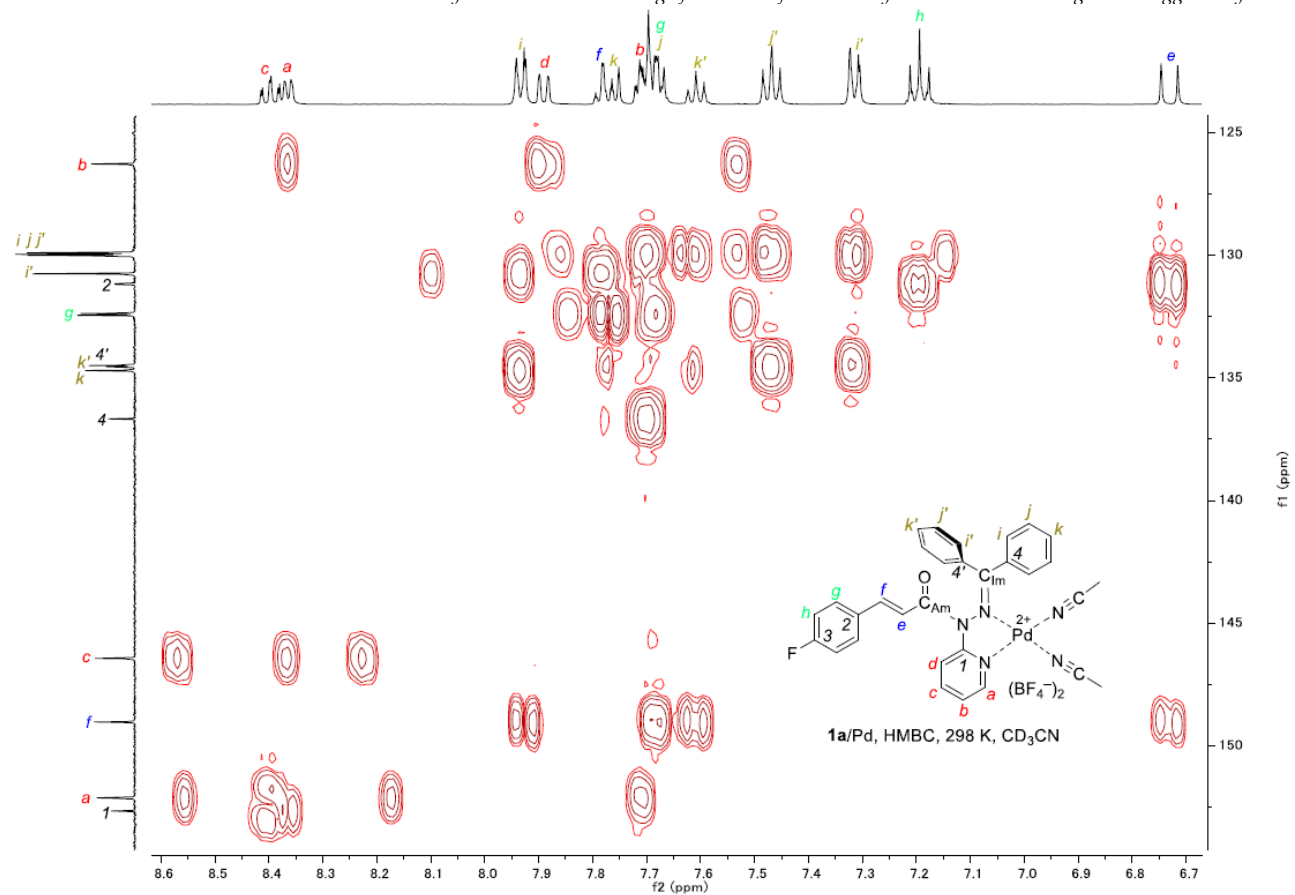 h
g
i
j'
i'
f
k
b
j
k'
c
a
d
e
125
b
i j j'
130
i'
2
g
4'
k'
k
135
4
140
f1 (ppm)
j'
j
k'
i'
i
k
4
4'
C_Im
O
g
f
C_Am
N
h
2
e
145
N
N≡C
3
2+
Pd
F
d
1
N
N≡C
c
c
a
(BF₄⁻)₂
b
f
1a/Pd, HMBC, 298 K, CD₃CN
150
a
1
8.6 8.5 8.4 8.3 8.2 8.1 8.0 7.9 7.8 7.7 7.6 7.5 7.4 7.3 7.2 7.1 7.0 6.9 6.8 6.7
f2 (ppm)